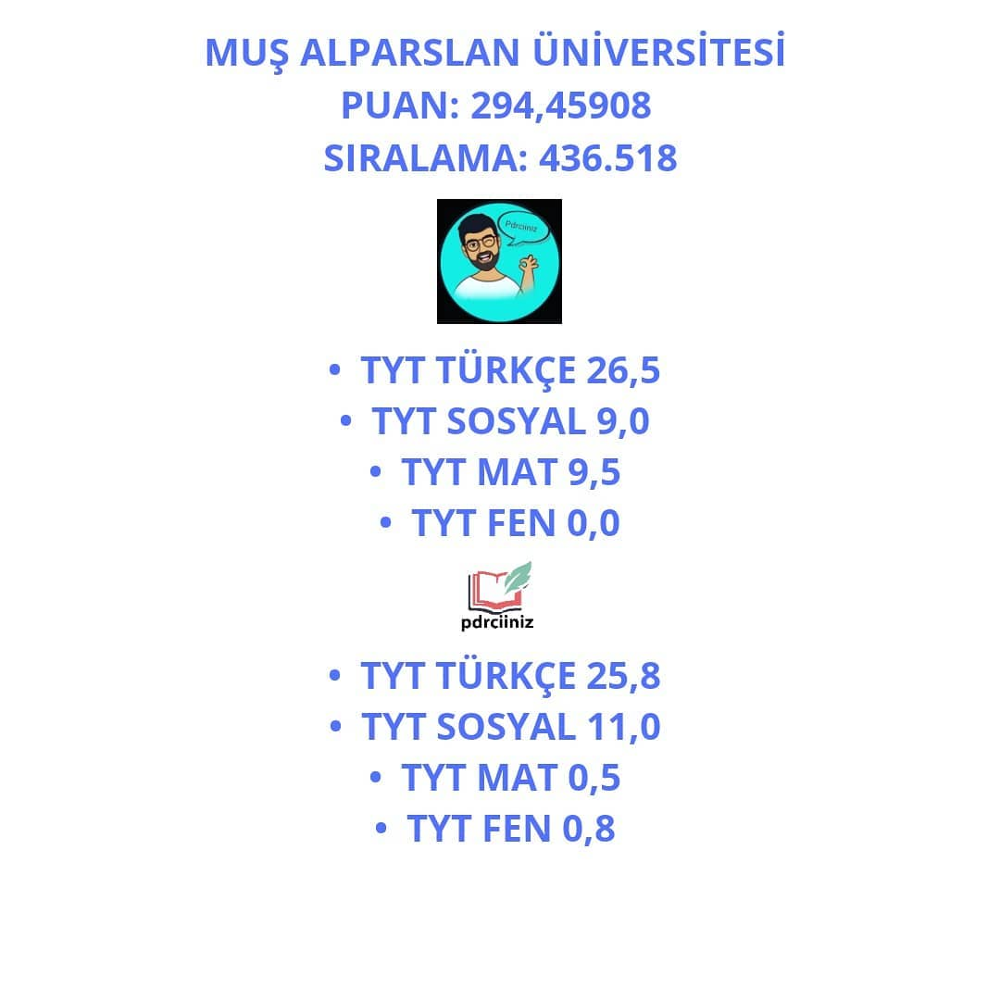 MUŞ ALPARSLAN ÜNİVERSİTESİ
PUAN: 294,45908
SIRALAMA: 436.518
Pdrciiniz
• TYT TÜRKÇE 26,5
• TYT SOSYAL 9,0
• TYT MAT 9,5
• TYT FEN 0,0
pdrciiniz
• TYT TÜRKÇE 25,8
• TYT SOSYAL 11,0
• TYT MAT 0,5
• TYT FEN 0,8